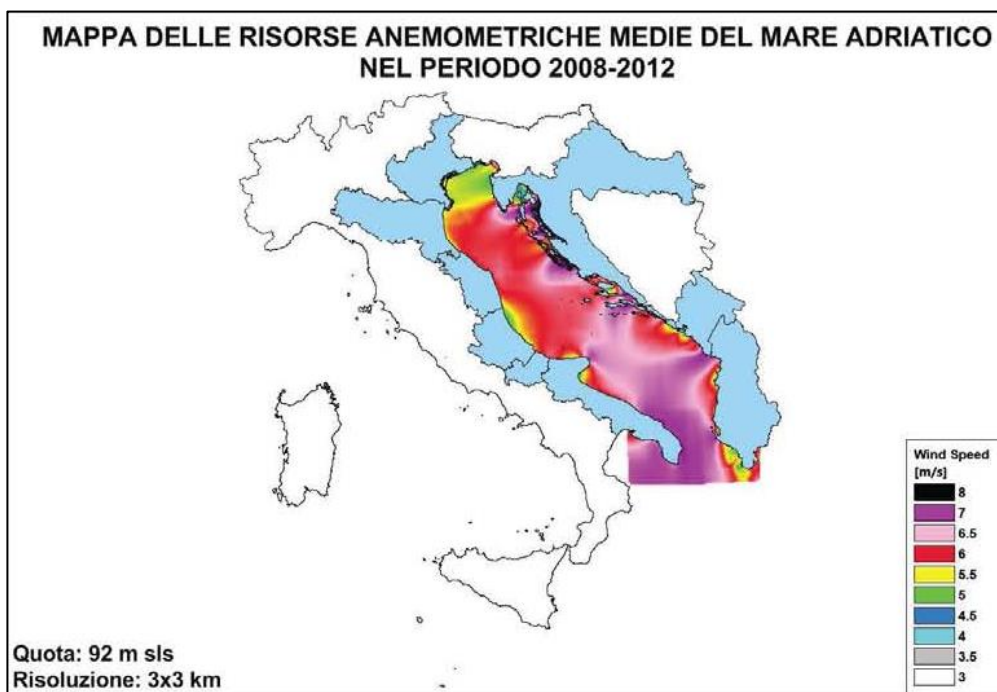 MAPPA DELLE RISORSE ANEMOMETRICHE MEDIE DEL MARE ADRIATICO
NEL PERIODO 2008-2012
Wind Speed
[m/s]
8
7
6.5
6
5.5
5
4.5
4
3.5
3
Quota: 92 m sls
Risoluzione: 3x3 km